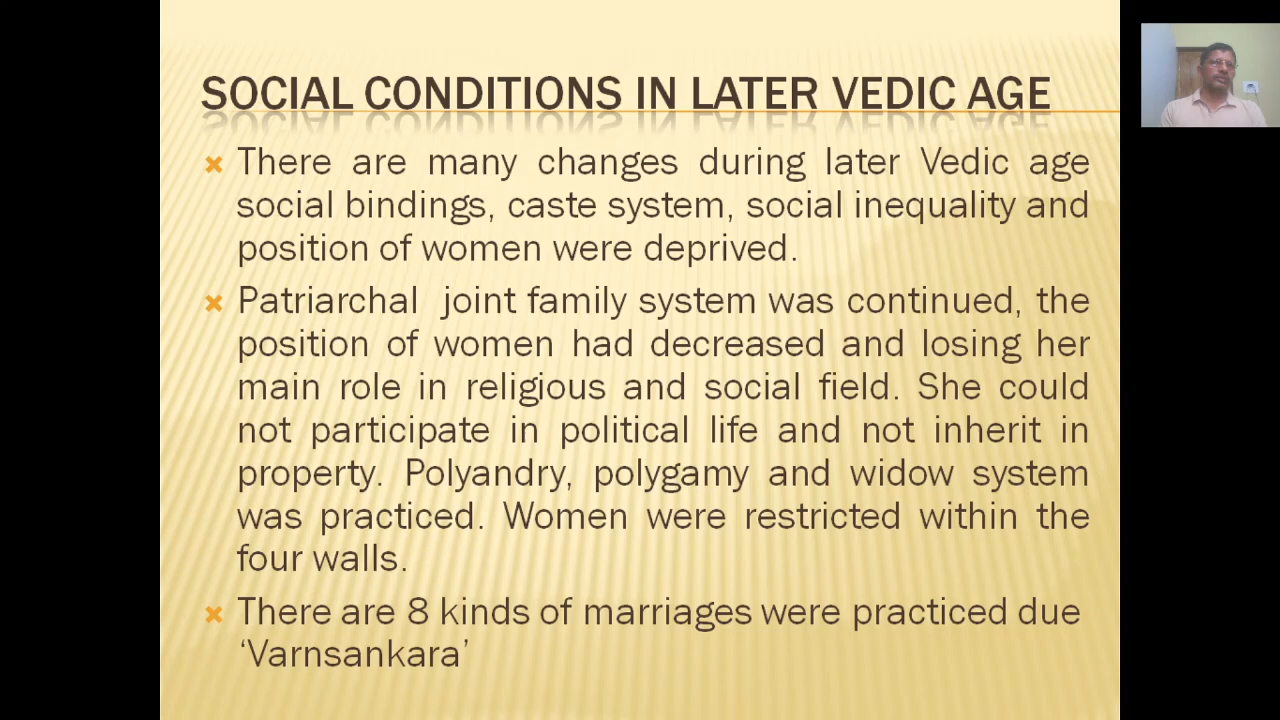 SOCIAL CONDITIONS IN LATER VEDIC AGE
There are many changes during later Vedic age
social bindings, caste system, social inequality and
position of women were deprived.
Patriarchal joint family system was continued, the
position of women had decreased and losing her
main role in religious and social field. She could
not participate in political life and not inherit in
property. Polyandry, polygamy and widow system
was practiced. Women were restricted within the
four walls.
There are 8 kinds of marriages were practiced due
‘Varnsankara’